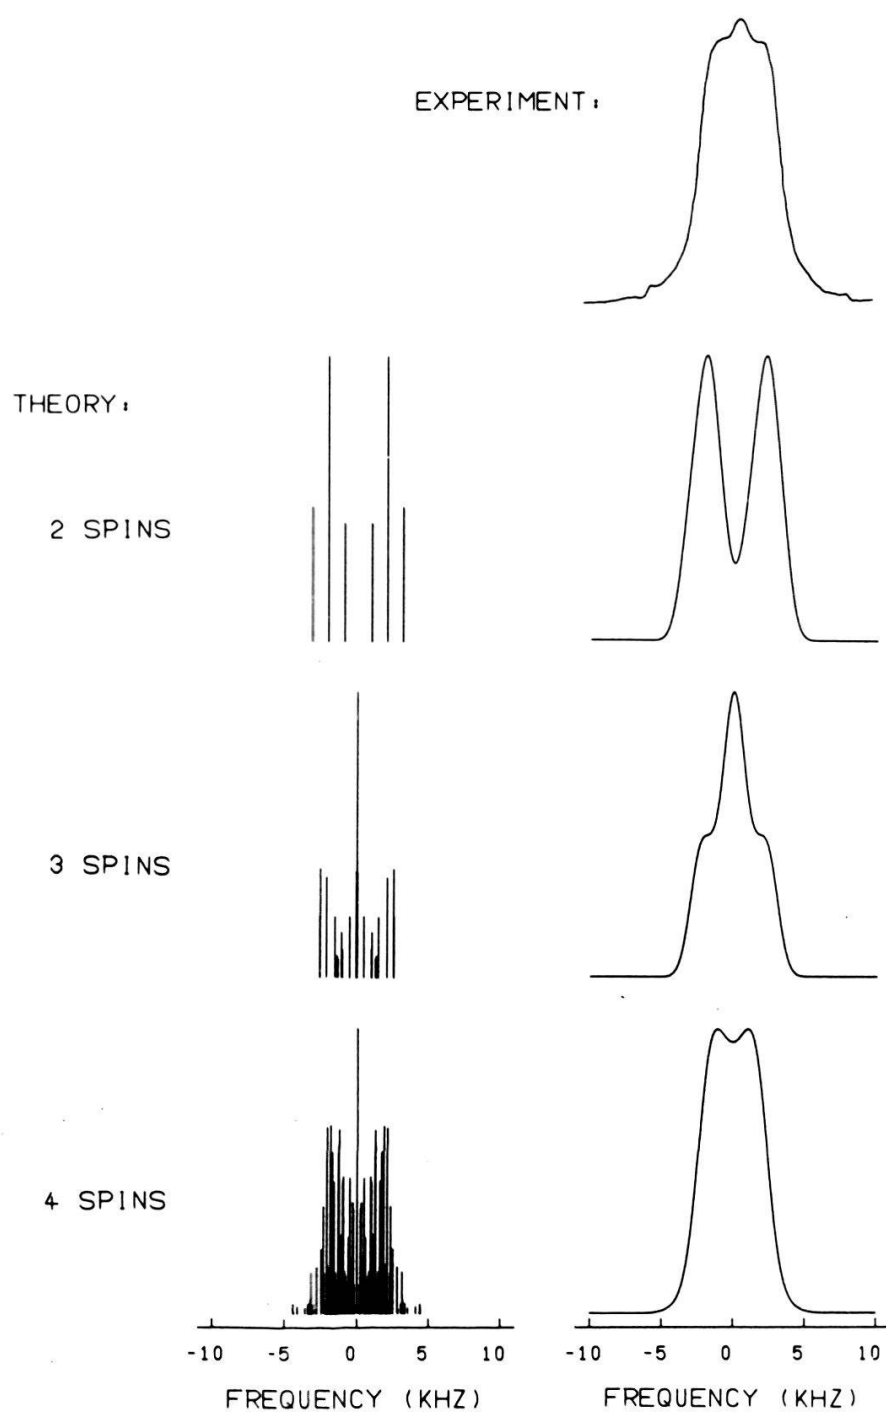 EXPERIMENT:
THEORY:
2 SPINS
3 SPINS
4 SPINS
-10 -5 0 5 10
-10 -5 0 5 10
FREQUENCY (KHZ)
FREQUENCY (KHZ)